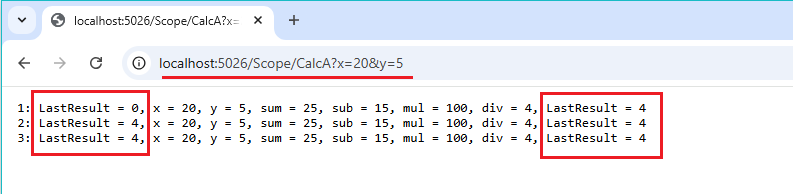 localhost:5026/Scope/CalcA?x=
localhost:5026/Scope/CalcA?x=20&y=5
1: LastResult = 0, x = 20, y = 5, sum = 25, sub = 15, mul = 100, div = 4, LastResult = 4
2: LastResult = 4, x = 20, y = 5, sum = 25, sub = 15, mul = 100, div = 4, LastResult = 4
3: LastResult = 4, x = 20, y = 5, sum = 25, sub = 15, mul = 100, div = 4, LastResult = 4